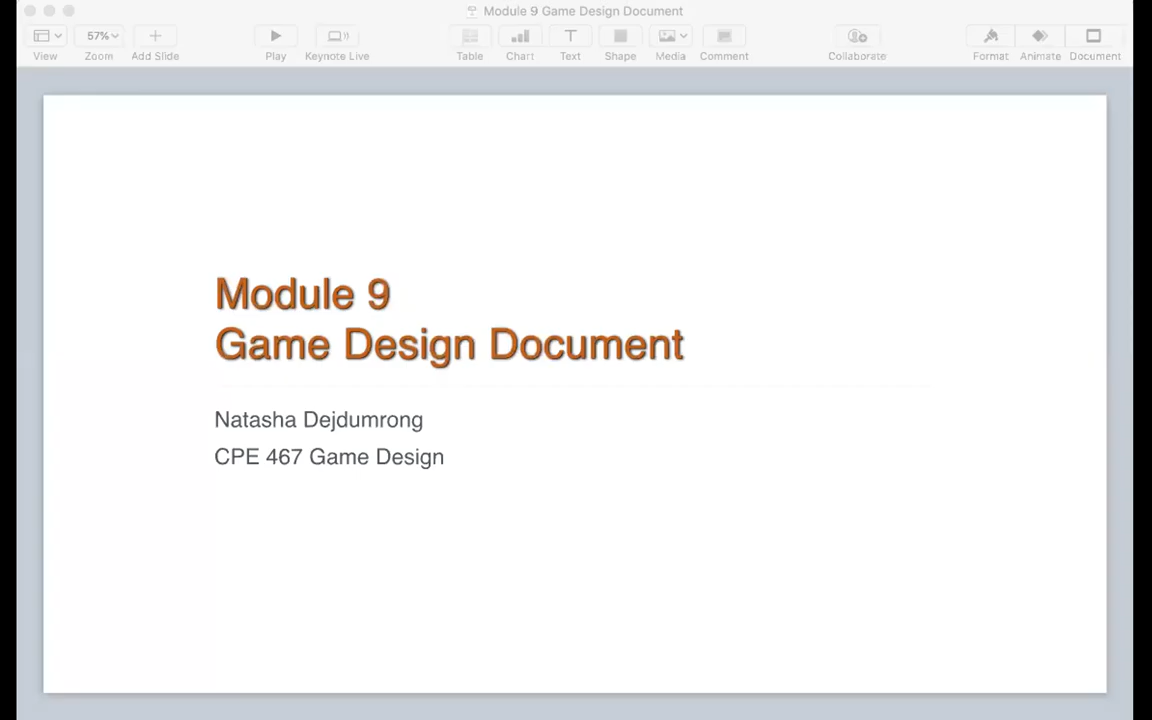 Module 9 Game Design Document
57%
View
Zoom
Add Slide
Play
Keynote Live
Table
Chart
Text
Shape
Media
Comment
Collaborate
Format
Animate
Document
Module 9
Game Design Document
Natasha Dejdumrong
CPE 467 Game Design